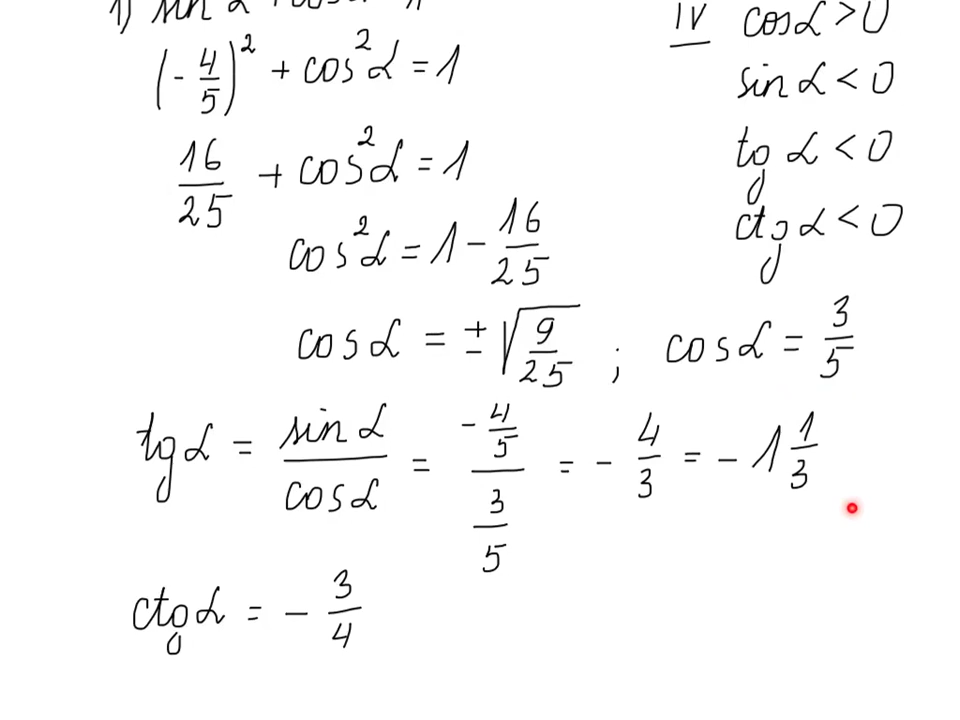 (-4/5)² + cos²α = 1
16/25 + cos²α = 1
cos²α = 1 - 16/25
cosα = ±√(9/25) ; cosα = 3/5
tgα = sinα/cosα = (-4/5)/(3/5) = -4/3 = -1 1/3
ctgα = -3/4
IV cosα > 0
sinα < 0
tgα < 0
ctgα < 0